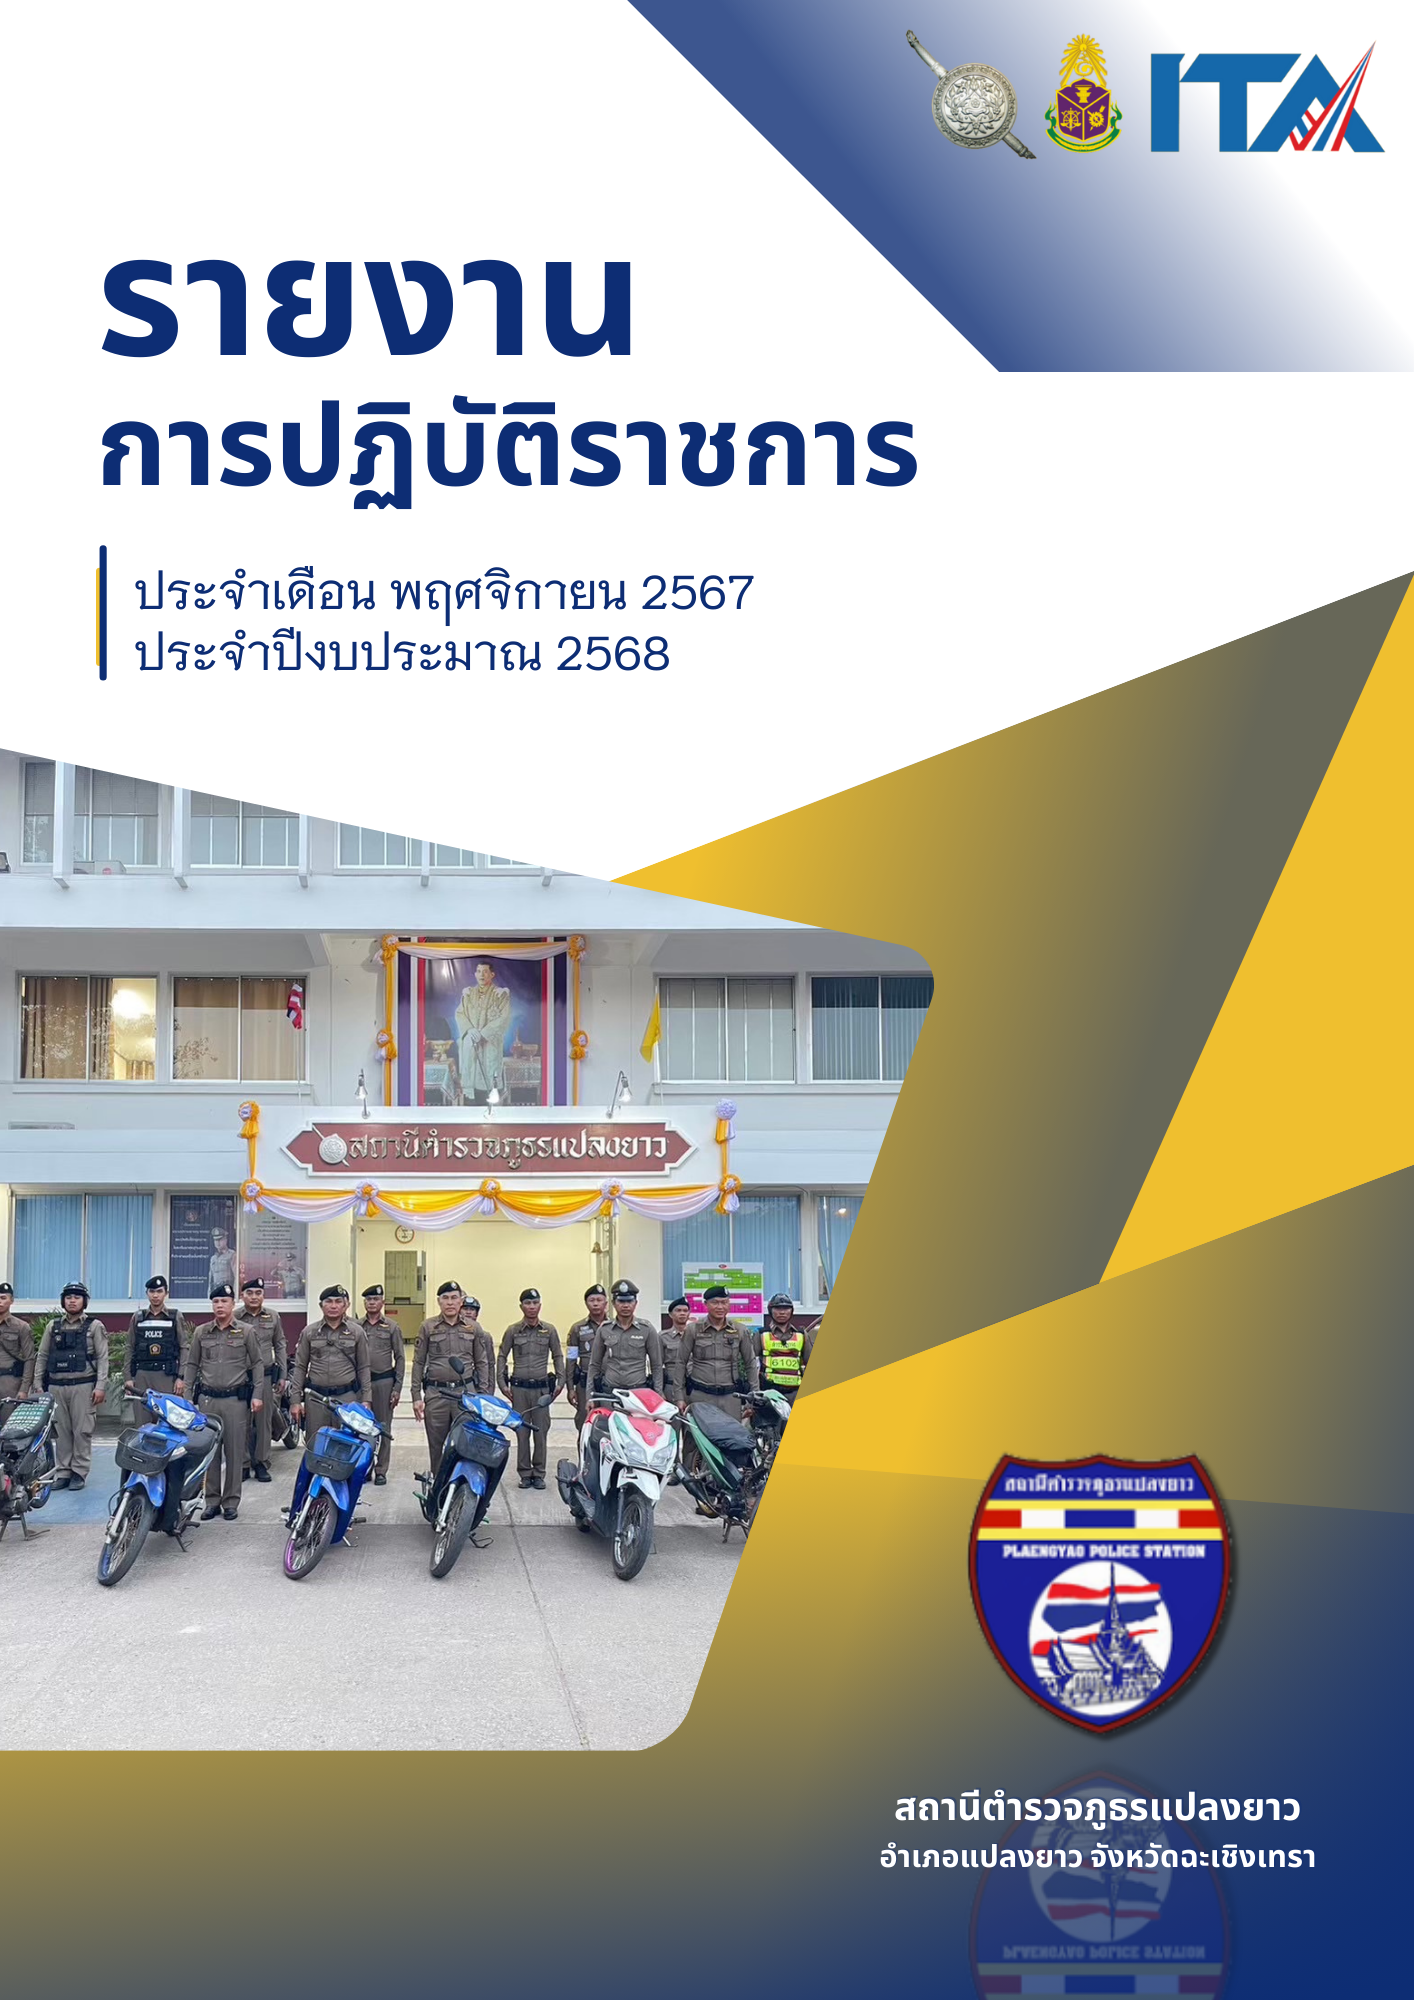 ITA
รายงาน
การปฏิบัติราชการ
ประจำเดือน พฤศจิกายน 2567
ประจำปีงบประมาณ 2568
สถานีตำรวจภูธรแปลงยาว
POLICE
6102
สถานีตำรวจภูธรแปลงยาว
PLAENGYAO POLICE STATION
สถานีตำรวจภูธรแปลงยาว
อำเภอแปลงยาว จังหวัดฉะเชิงเทรา